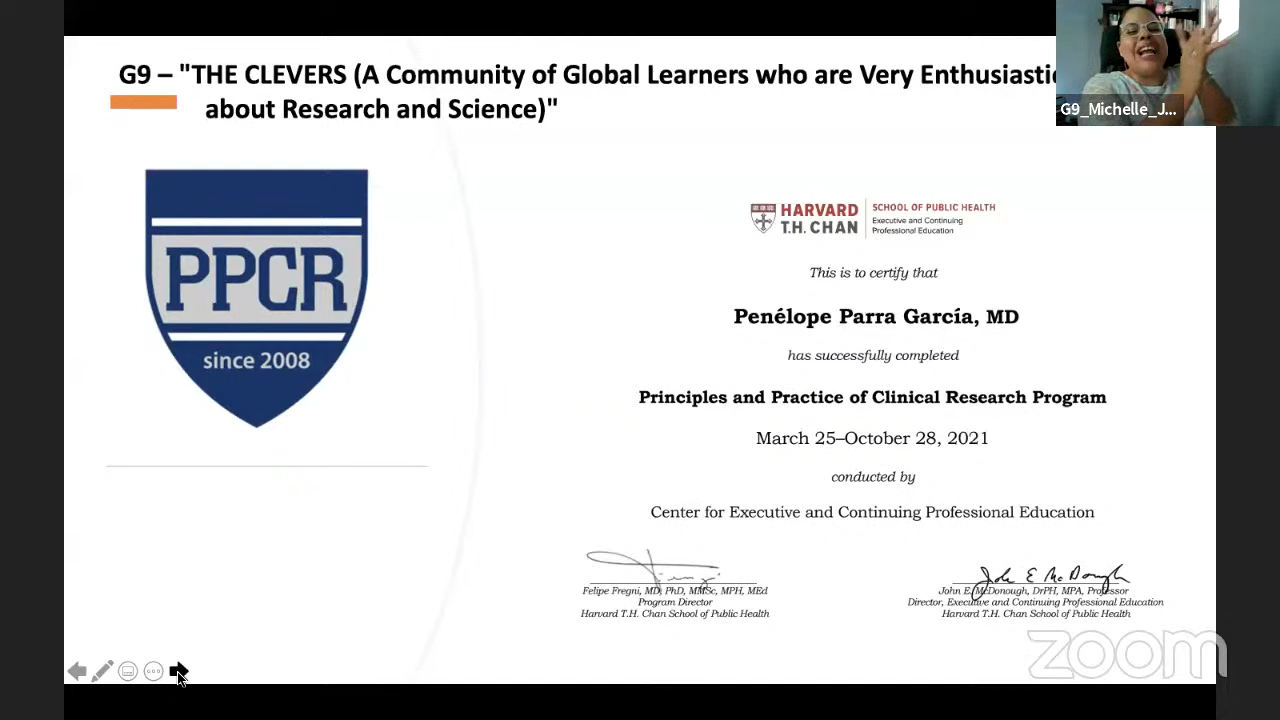 G9 – "THE CLEVERS (A Community of Global Learners who are Very Enthusiastic
about Research and Science)"
G9_Michelle_J...
PPCR
since 2008
HARVARD
T.H. CHAN
SCHOOL OF PUBLIC HEALTH
Executive and Continuing
Professional Education
This is to certify that
Penélope Parra García, MD
has successfully completed
Principles and Practice of Clinical Research Program
March 25–October 28, 2021
conducted by
Center for Executive and Continuing Professional Education
Felipe Fregni, MD, PhD, MMSc, MPH, MEd
Program Director
Harvard T.H. Chan School of Public Health
John E McDonough
John E. McDonough, DrPH, MPA, Professor
Director, Executive and Continuing Professional Education
Harvard T.H. Chan School of Public Health
zoom